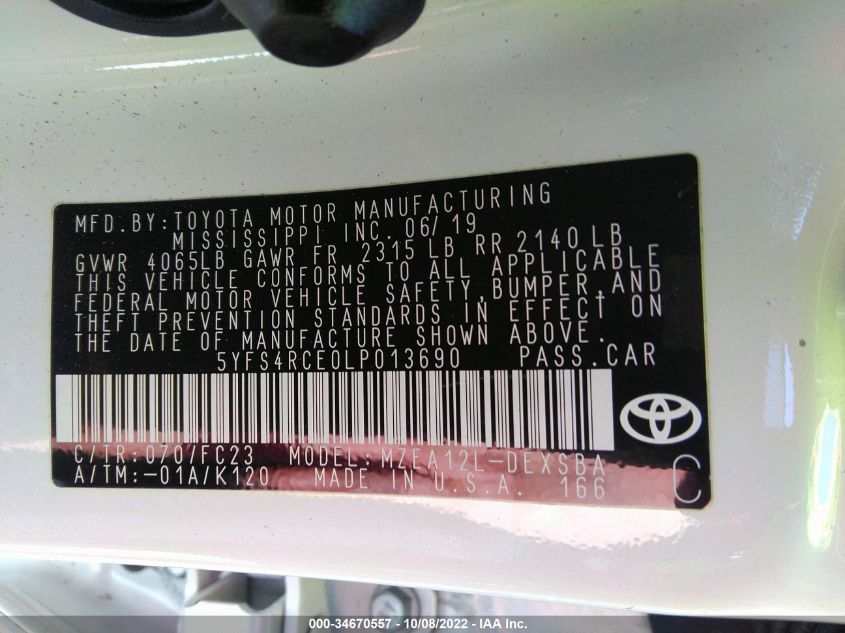 MFD.BY:TOYOTA MOTOR MANUFACTURING
MISSISSIPPI INC. 06/19
GVWR 4065LB GAWR FR 2315 LB RR 2140LB
THIS VEHICLE CONFORMS TO ALL APPLICABLE
FEDERAL MOTOR VEHICLE SAFETY,BUMPER,AND
THEFT PREVENTION STANDARDS IN EFFECT ON
THE DATE OF MANUFACTURE SHOWN ABOVE.
5YFS4RCE0LP013690 PASS.CAR
C/TR:070/FC23 MODEL:MZEA12L-DEXSBA
A/TM:-01A/K120 MADE IN U.S.A. 166 C
000-34670557 - 10/08/2022 - IAA Inc.